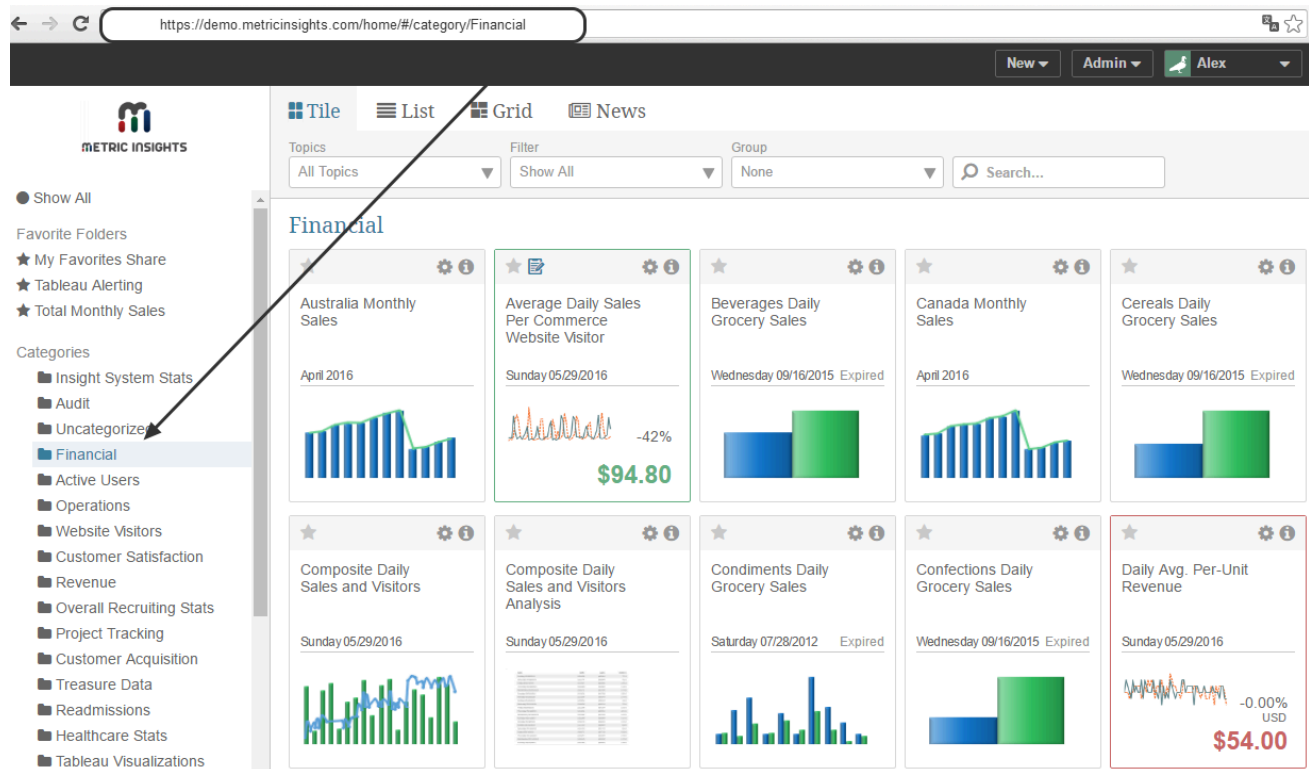 https://demo.metricinsights.com/home/#/category/Financial
New
Admin
Alex
METRIC INSIGHTS
Show All
Favorite Folders
My Favorites Share
Tableau Alerting
Total Monthly Sales
Categories
Insight System Stats
Audit
Uncategorized
Financial
Active Users
Operations
Website Visitors
Customer Satisfaction
Revenue
Overall Recruiting Stats
Project Tracking
Customer Acquisition
Treasure Data
Readmissions
Healthcare Stats
Tableau Visualizations
Tile List Grid News
Topics Filter Group
All Topics Show All None Search...
Financial
Australia Monthly
Sales
April 2016
Average Daily Sales
Per Commerce
Website Visitor
Sunday 05/29/2016
-42%
$94.80
Beverages Daily
Grocery Sales
Wednesday 09/16/2015 Expired
Canada Monthly
Sales
April 2016
Cereals Daily
Grocery Sales
Wednesday 09/16/2015 Expired
Composite Daily
Sales and Visitors
Sunday 05/29/2016
Composite Daily
Sales and Visitors
Analysis
Sunday 05/29/2016
Condiments Daily
Grocery Sales
Saturday 07/28/2012 Expired
Confections Daily
Grocery Sales
Wednesday 09/16/2015 Expired
Daily Avg. Per-Unit
Revenue
Sunday 05/29/2016
-0.00%
USD
$54.00